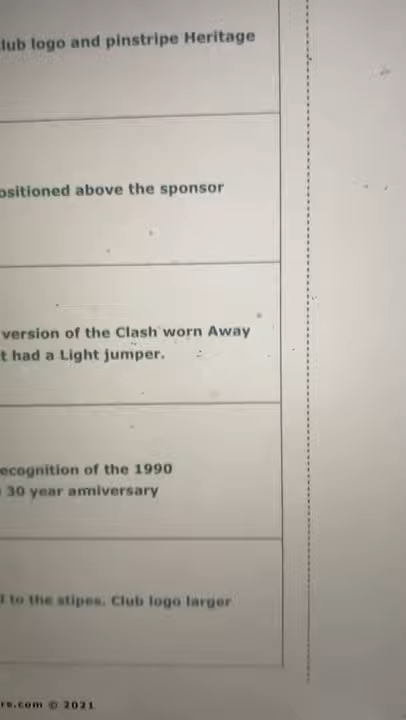 lub logo and pinstripe Heritage
ositioned above the sponsor
version of the Clash worn Away
t had a Light jumper.
ecognition of the 1990
30 year anniversary
to the stipes. Club logo larger
rs.com © 2021